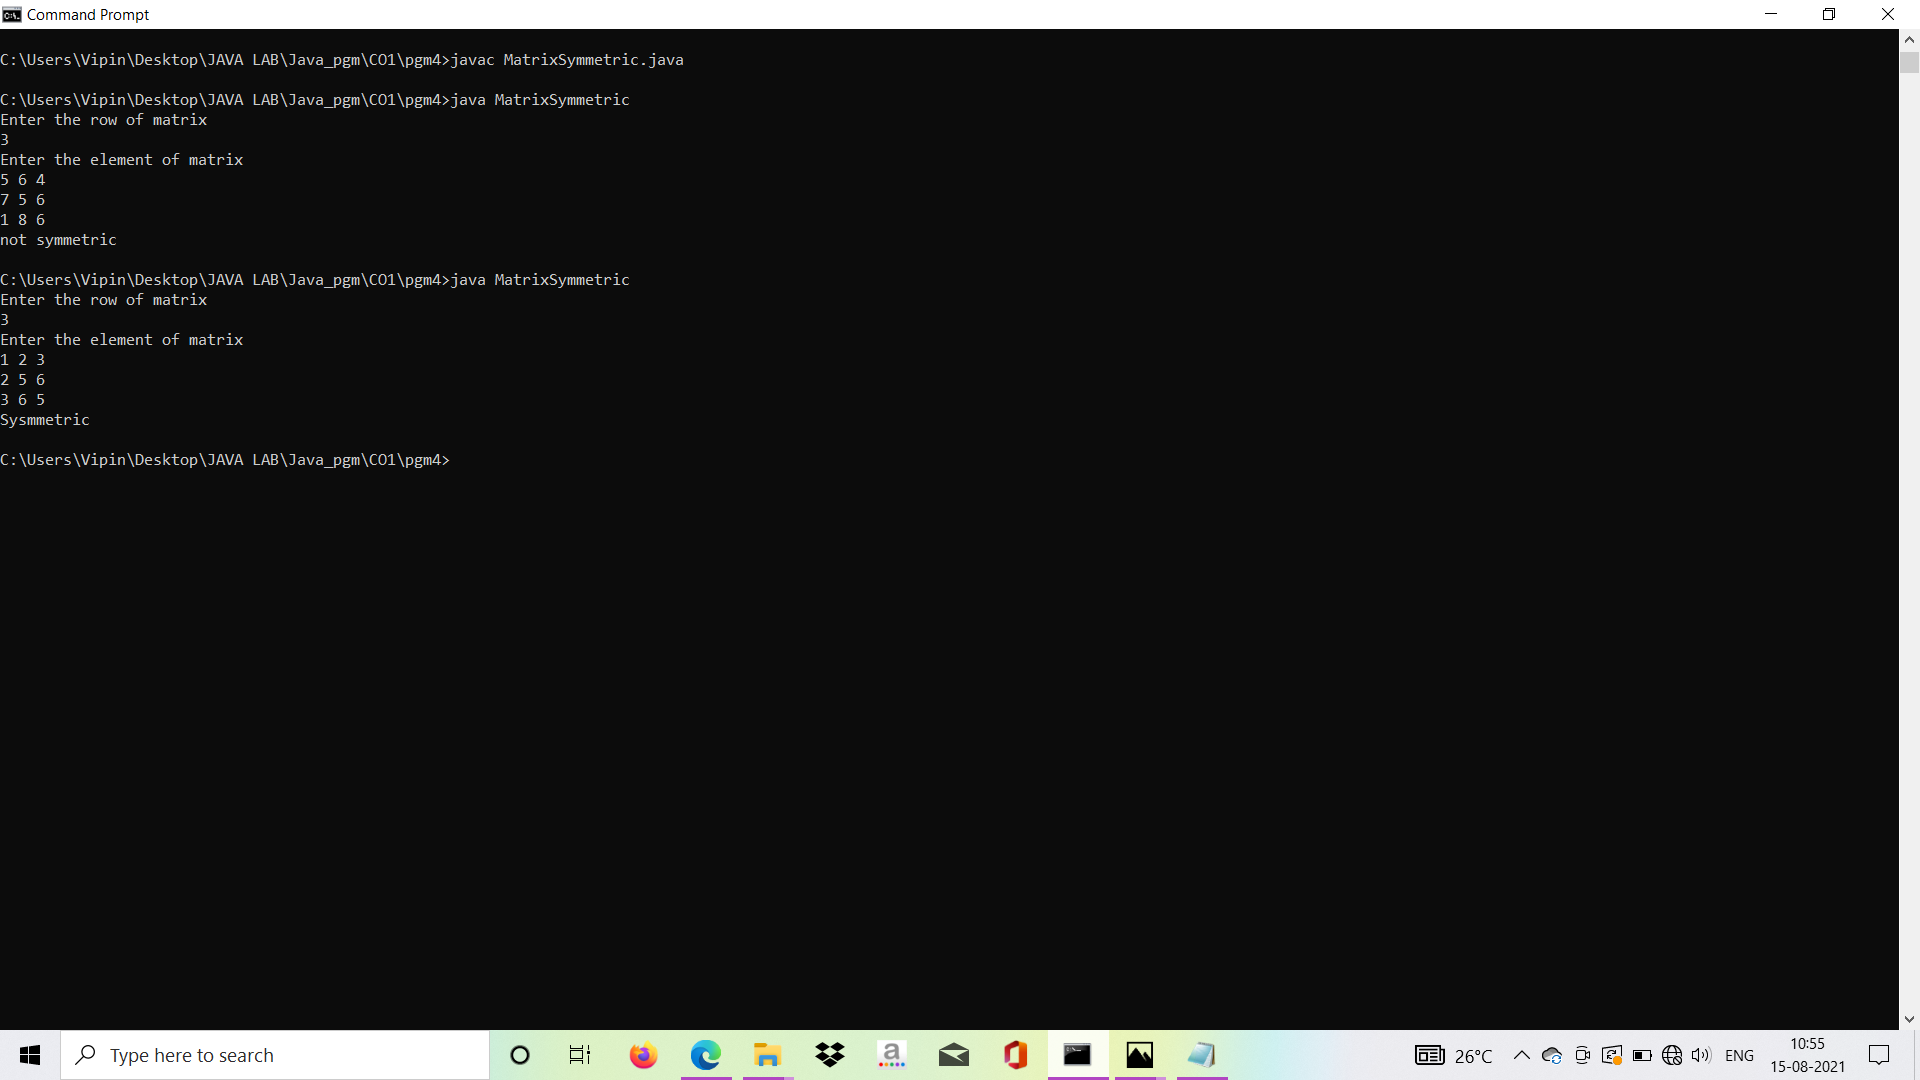 Command Prompt
C:\Users\Vipin\Desktop\JAVA LAB\Java_pgm\CO1\pgm4>javac MatrixSymmetric.java
C:\Users\Vipin\Desktop\JAVA LAB\Java_pgm\CO1\pgm4>java MatrixSymmetric
Enter the row of matrix
3
Enter the element of matrix
5 6 4
7 5 6
1 8 6
not symmetric
C:\Users\Vipin\Desktop\JAVA LAB\Java_pgm\CO1\pgm4>java MatrixSymmetric
Enter the row of matrix
3
Enter the element of matrix
1 2 3
2 5 6
3 6 5
Sysmmetric
C:\Users\Vipin\Desktop\JAVA LAB\Java_pgm\CO1\pgm4>
Type here to search
a
26°C
ENG
10:55
15-08-2021